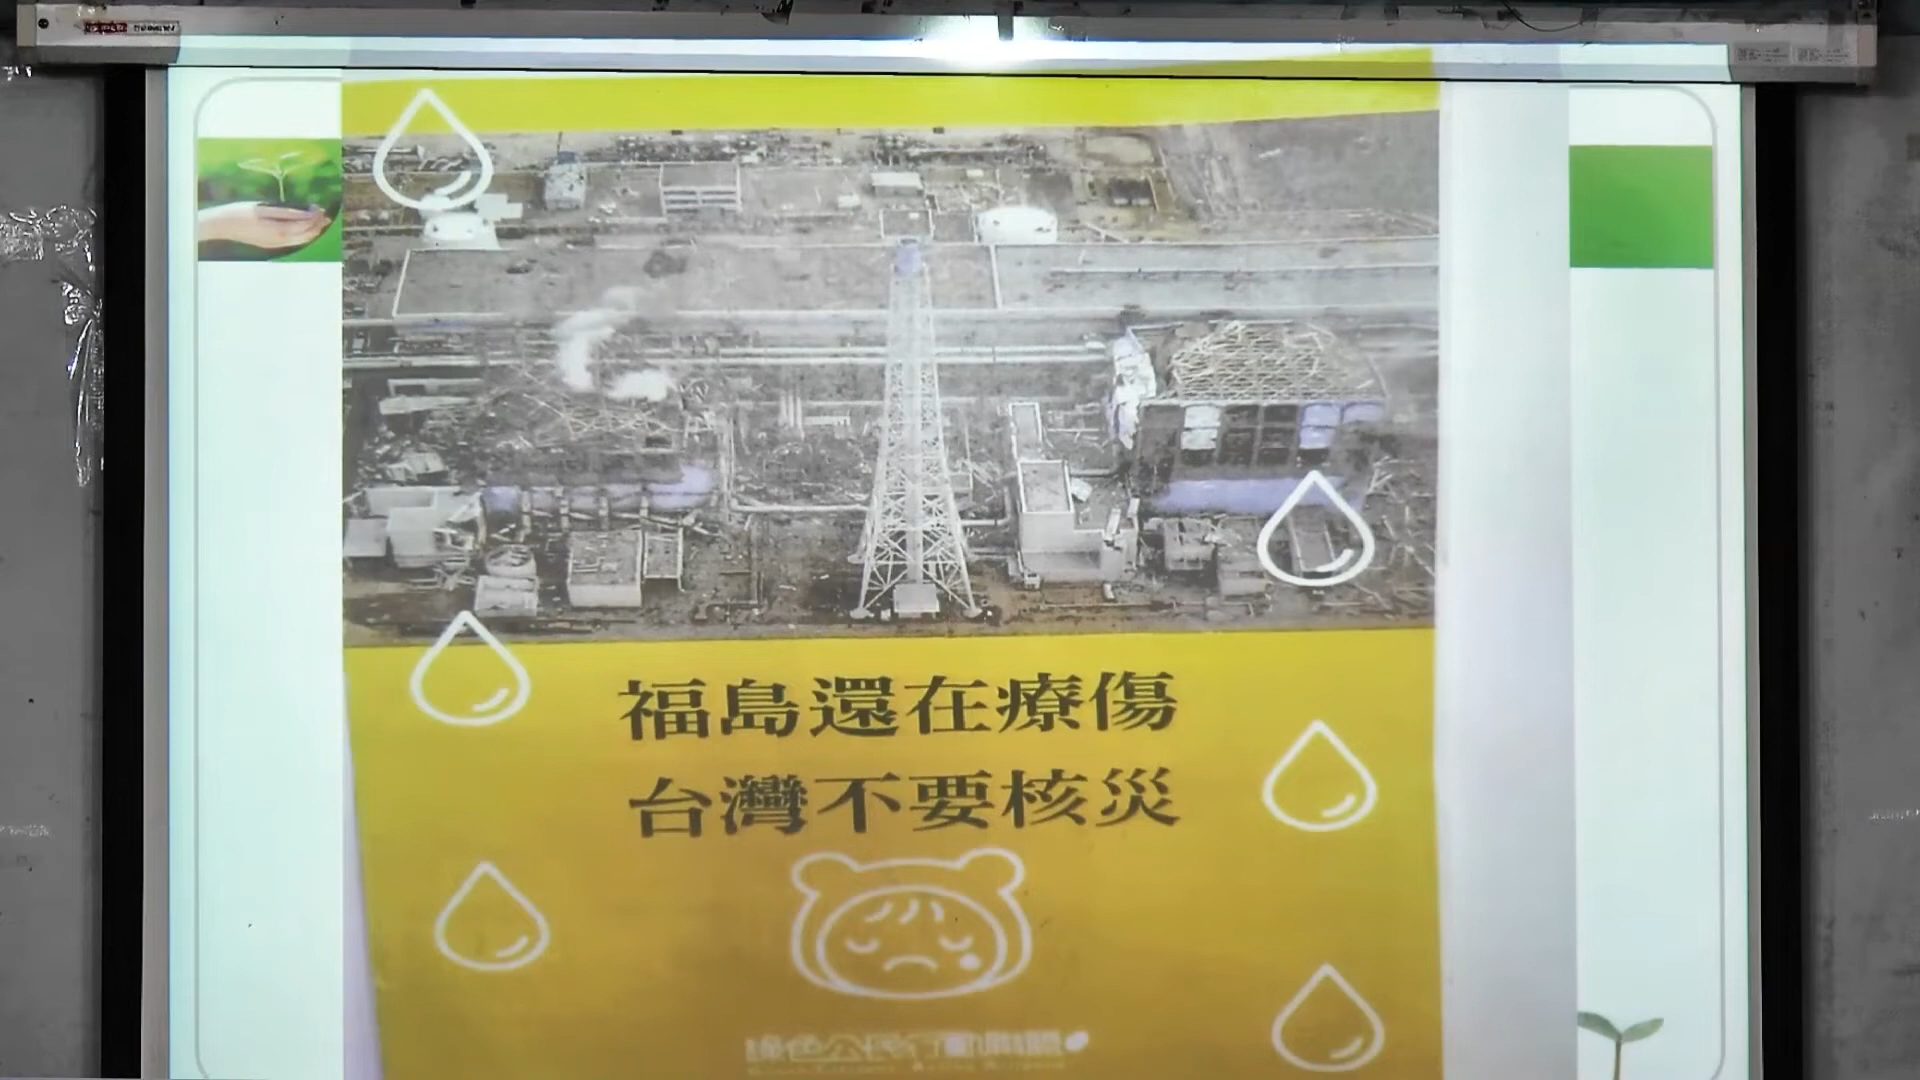 福島還在療傷
台灣不要核災
綠色公民行動聯盟